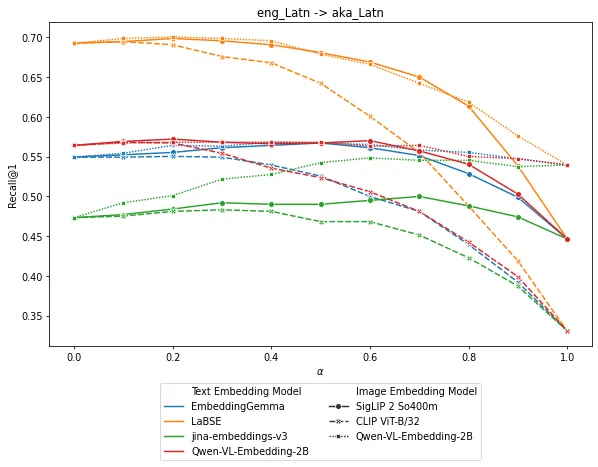 eng_Latn -> aka_Latn
Recall@1
0.70
0.65
0.60
0.55
0.50
0.45
0.40
0.35
0.0
0.2
0.4
0.6
0.8
1.0
α
Text Embedding Model
EmbeddingGemma
LaBSE
jina-embeddings-v3
Qwen-VL-Embedding-2B
Image Embedding Model
SigLIP 2 So400m
CLIP ViT-B/32
Qwen-VL-Embedding-2B